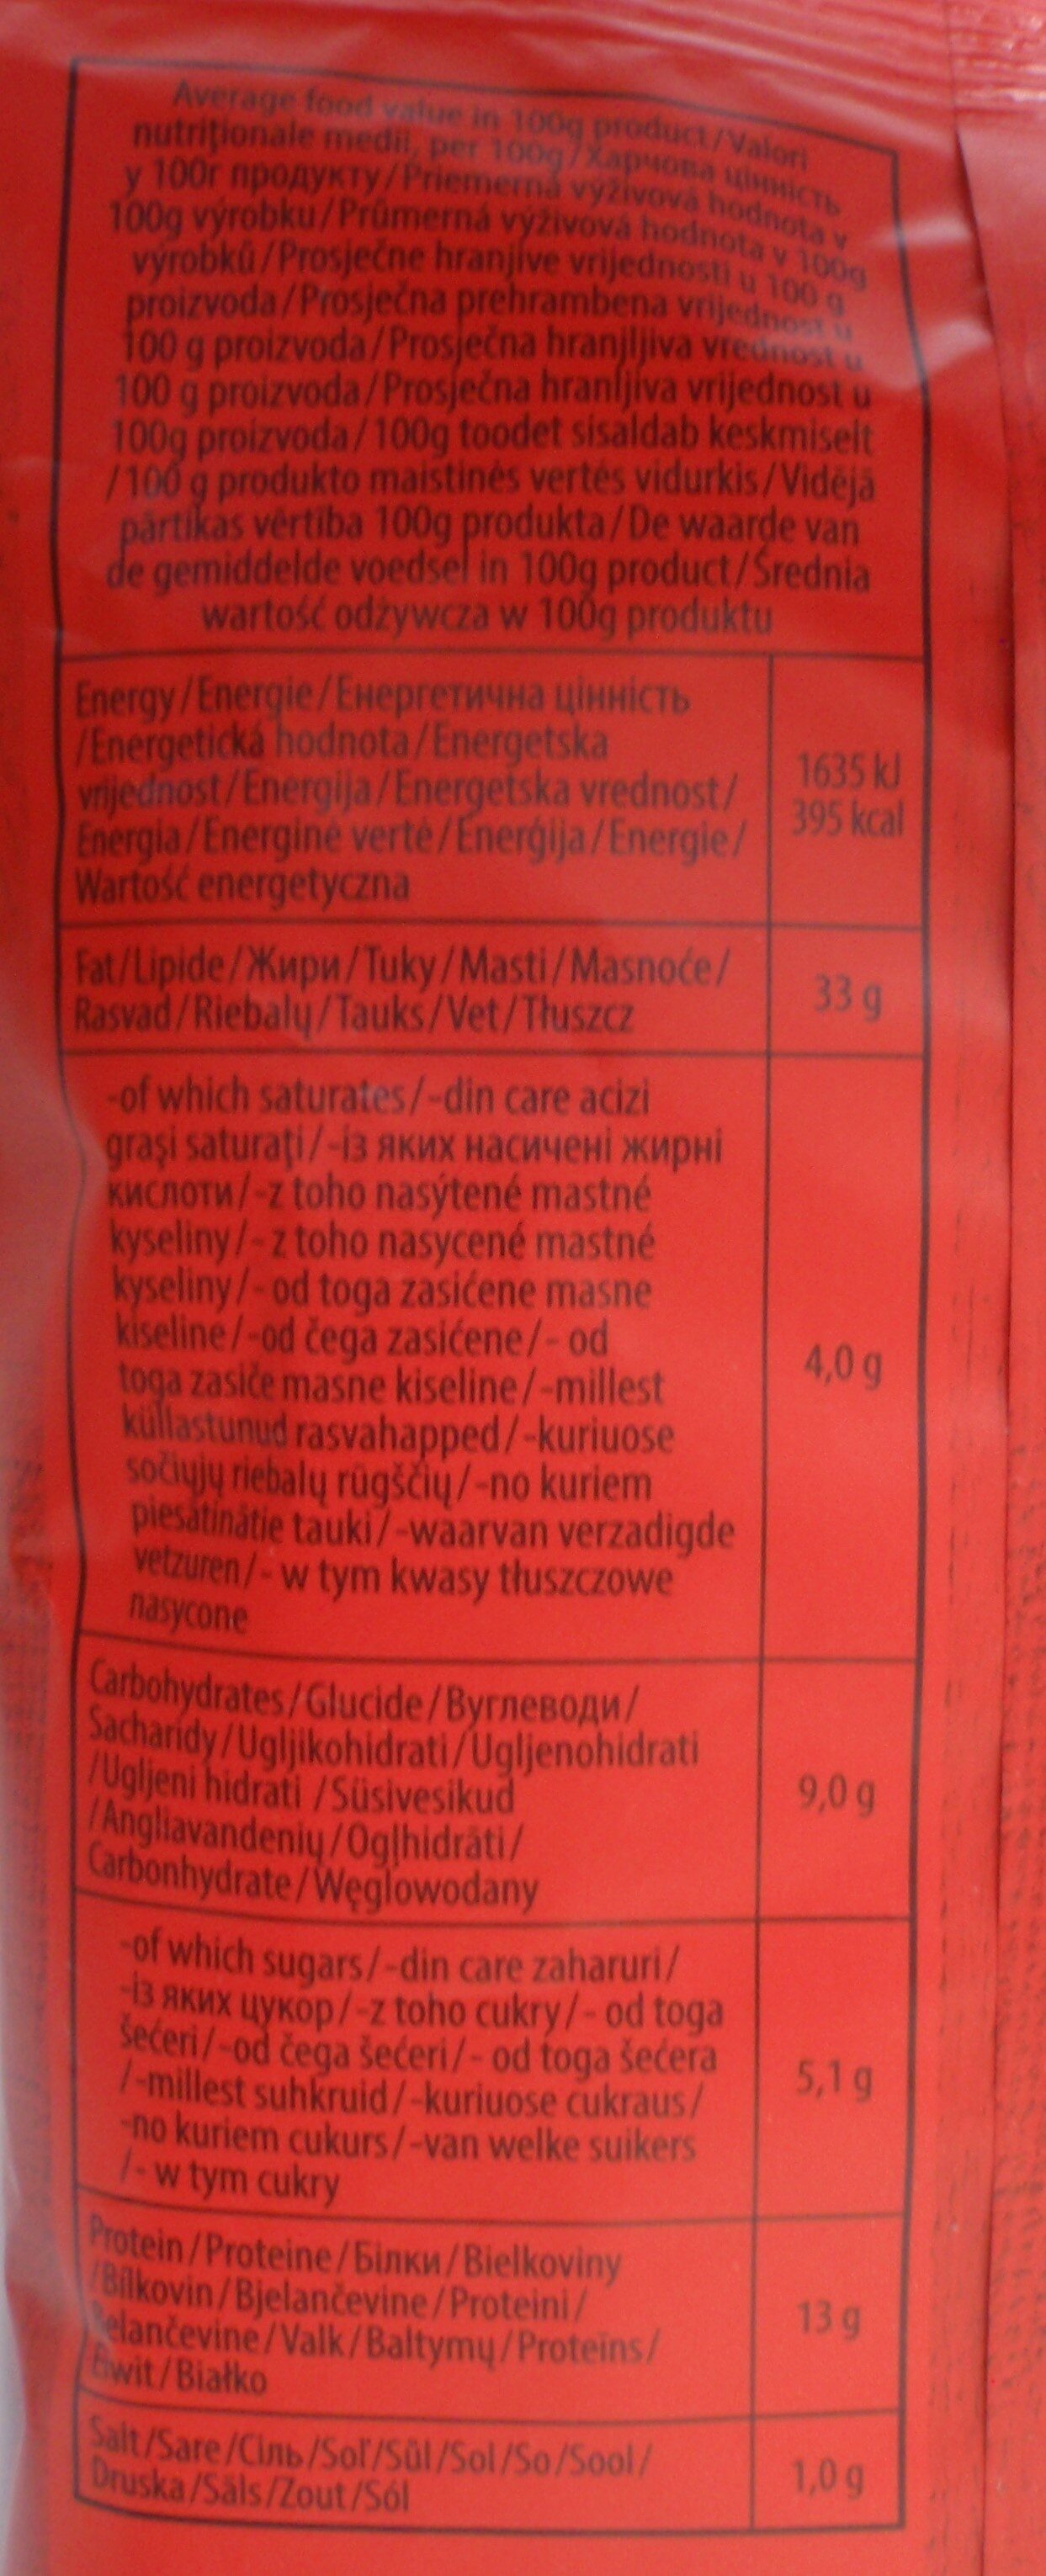 Average food value in 100g product/Valori
nutriționale medii, per 100g/Харчова цінність
у 100г продукту/Priemerná výživová hodnota v
100g výrobku/Průmerná výživová hodnota v 100g
výrobků/Prosječne hranjive vrijednosti u 100 g
proizvoda/Prosječna prehrambena vrijednost u
100 g proizvoda/Prosječna hranjljiva vrednost u
100 g proizvoda/Prosječna hranljiva vrijednost u
100g proizvoda/100g toodet sisaldab keskmiselt
/100 g produkto maistinės vertės vidurkis/Vidējā
pārtikas vērtība 100g produkta/De waarde van
de gemiddelde voedsel in 100g product/Średnia
wartość odżywcza w 100g produktu
Energy/Energie/Енергетична цінність
/Energetická hodnota/Energetska
vrijednost/Energija/Energetska vrednost/
Energia/Energinė vertė/Enerģija/Energie/
Wartość energetyczna
1635 kJ
395 kcal
Fat/Lipide/Жири/Tuky/Masti/Masnoće/
Rasvad/Riebalų/Tauks/Vet/Tłuszcz
33 g
-of which saturates/-din care acizi
grași saturați/-із яких насичені жирні
кислоти/-z toho nasýtené mastné
kyseliny/- z toho nasycené mastné
kyseliny/- od toga zasićene masne
kiseline/-od čega zasićene/- od
toga zasiče masne kiseline/-millest
küllastunud rasvahapped/-kuriuose
sočiųjų riebalų rūgščių/-no kuriem
piesātinātie tauki/-waarvan verzadigde
vetzuren/- w tym kwasy tłuszczowe
nasycone
4,0 g
Carbohydrates/Glucide/Вуглеводи/
Sacharidy/Ugljikohidrati/Ugljenohidrati
/Ugljeni hidrati /Süsivesikud
/Angliavandenių/Ogļhidrāti/
Carbonhydrate/Węglowodany
9,0 g
-of which sugars/-din care zaharuri/
-із яких цукор/-z toho cukry/- od toga
šećeri/-od čega šećeri/- od toga šećera
/-millest suhkruid/-kuriuose cukraus/
-no kuriem cukurs/-van welke suikers
/- w tym cukry
5,1 g
Protein/Proteine/Білки/Bielkoviny
/Bílkovin/Bjelančevine/Proteini/
elančevine/Valk/Baltymų/Proteīns/
Eiwit/Białko
13 g
Salt/Sare/Сіль/Soľ/Sůl/Sol/So/Sool/
Druska/Sāls/Zout/Sól
1,0 g